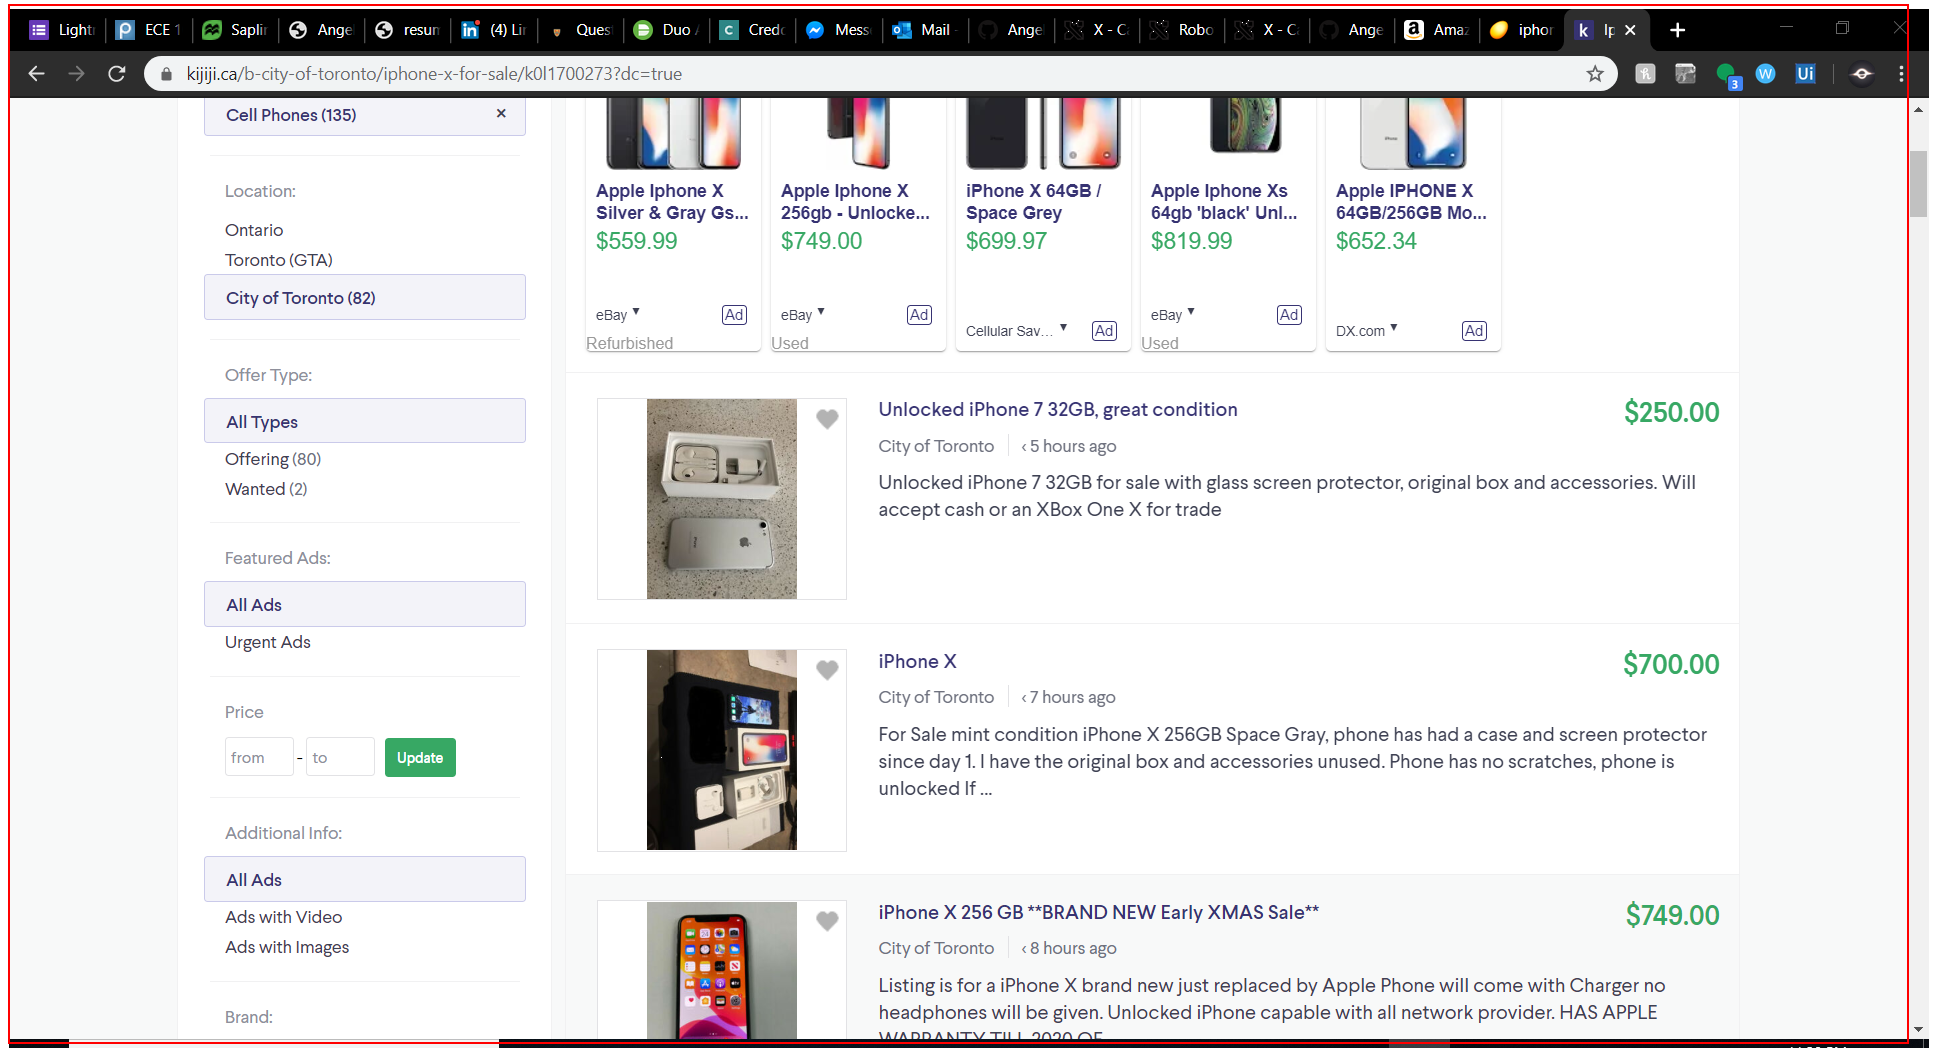 Light
ECE 1
Saplin
Ange
resum
(4) Lin
Ques
Duo
Cred
Mess
Mail
Ange
X - C
Robo
X - C
Ange
Amaz
iphor
Ip
kijiji.ca/b-city-of-toronto/iphone-x-for-sale/k0l1700273?dc=true
3
W
Ui
Cell Phones (135)
Location:
Ontario
Toronto (GTA)
City of Toronto (82)
Offer Type:
All Types
Offering (80)
Wanted (2)
Featured Ads:
All Ads
Urgent Ads
Price
from - to Update
Additional Info:
All Ads
Ads with Video
Ads with Images
Brand:
Apple Iphone X
Silver & Gray Gs...
$559.99
eBay
Ad
Refurbished
Apple Iphone X
256gb - Unlocke...
$749.00
eBay
Ad
Used
iPhone X 64GB /
Space Grey
$699.97
Cellular Sav...
Ad
Apple Iphone Xs
64gb 'black' Unl...
$819.99
eBay
Ad
Used
Apple IPHONE X
64GB/256GB Mo...
$652.34
DX.com
Ad
Unlocked iPhone 7 32GB, great condition
$250.00
City of Toronto
‹ 5 hours ago
Unlocked iPhone 7 32GB for sale with glass screen protector, original box and accessories. Will
accept cash or an XBox One X for trade
iPhone X
$700.00
City of Toronto
‹ 7 hours ago
For Sale mint condition iPhone X 256GB Space Gray, phone has had a case and screen protector
since day 1. I have the original box and accessories unused. Phone has no scratches, phone is
unlocked If ...
iPhone X 256 GB **BRAND NEW Early XMAS Sale**
$749.00
City of Toronto
‹ 8 hours ago
Listing is for a iPhone X brand new just replaced by Apple Phone will come with Charger no
headphones will be given. Unlocked iPhone capable with all network provider. HAS APPLE
WARRANTY TILL 2020 OF